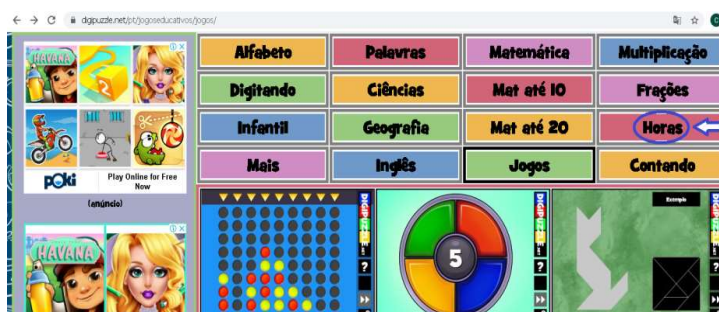 digipuzzle.net/pt/jogoseducativos/jogos/
Alfabeto
Palavras
Matemática
Multiplicação
Digitando
Ciências
Mat até 10
Frações
Infantil
Geografia
Mat até 20
Horas
Mais
Inglês
Jogos
Contando
HAVANA
2
poki
Play Online for Free
Now
(anúncio)
HAVANA
5
?
?
Exemplo
?